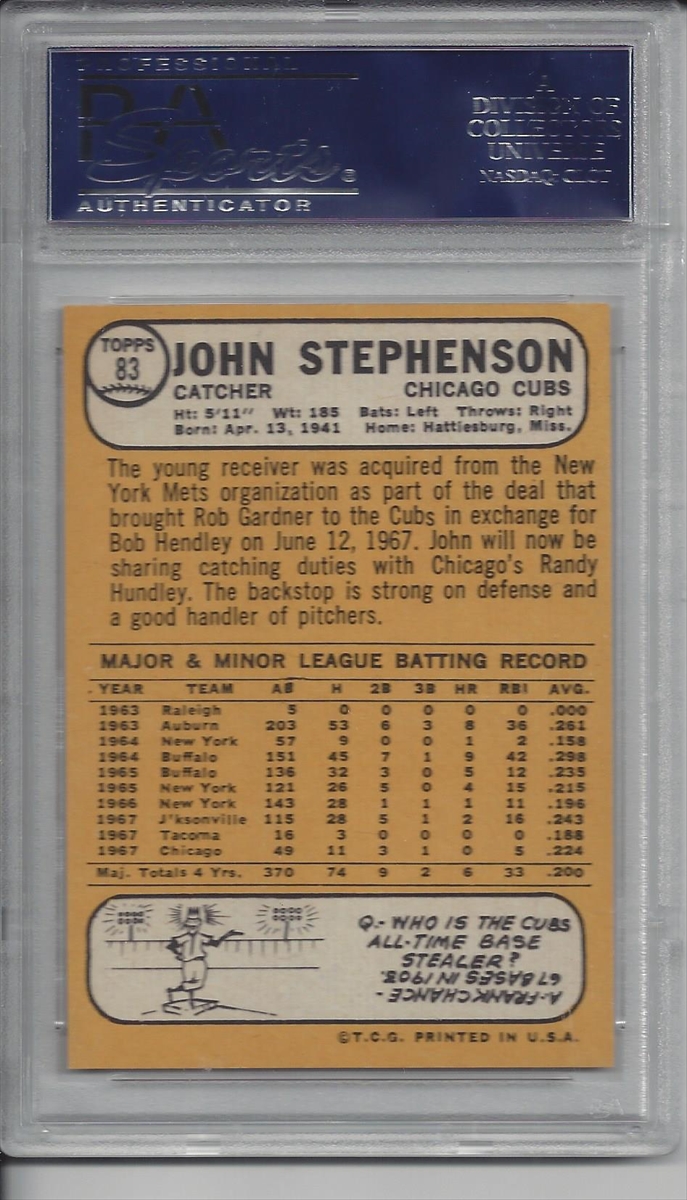 PROFESSIONAL
PSA
Sports®
AUTHENTICATOR
A
DIVISION OF
COLLECTORS
UNIVERSE
NASDAQ: CLCT
TOPPS
83
JOHN STEPHENSON
CATCHER CHICAGO CUBS
Ht: 5'11" Wt: 185 Bats: Left Throws: Right
Born: Apr. 13, 1941 Home: Hattiesburg, Miss.
The young receiver was acquired from the New
York Mets organization as part of the deal that
brought Rob Gardner to the Cubs in exchange for
Bob Hendley on June 12, 1967. John will now be
sharing catching duties with Chicago's Randy
Hundley. The backstop is strong on defense and
a good handler of pitchers.
MAJOR & MINOR LEAGUE BATTING RECORD
YEAR TEAM AB H 2B 3B HR RBI AVG.
1963 Raleigh 5 0 0 0 0 0 .000
1963 Auburn 203 53 6 3 8 36 .261
1964 New York 57 9 0 0 1 2 .158
1964 Buffalo 151 45 7 1 9 42 .298
1965 Buffalo 136 32 3 0 5 12 .235
1965 New York 121 26 5 0 4 15 .215
1966 New York 143 28 1 1 1 11 .196
1967 J'ksonville 115 28 5 1 2 16 .243
1967 Tacoma 16 3 0 0 0 0 .188
1967 Chicago 49 11 3 1 0 5 .224
Maj. Totals 4 Yrs. 370 74 9 2 6 33 .200
Q.- WHO IS THE CUBS
ALL-TIME BASE
STEALER?
A-FRANK CHANCE -
67 BASES IN 1903.
©T.C.G. PRINTED IN U.S.A.
PSA